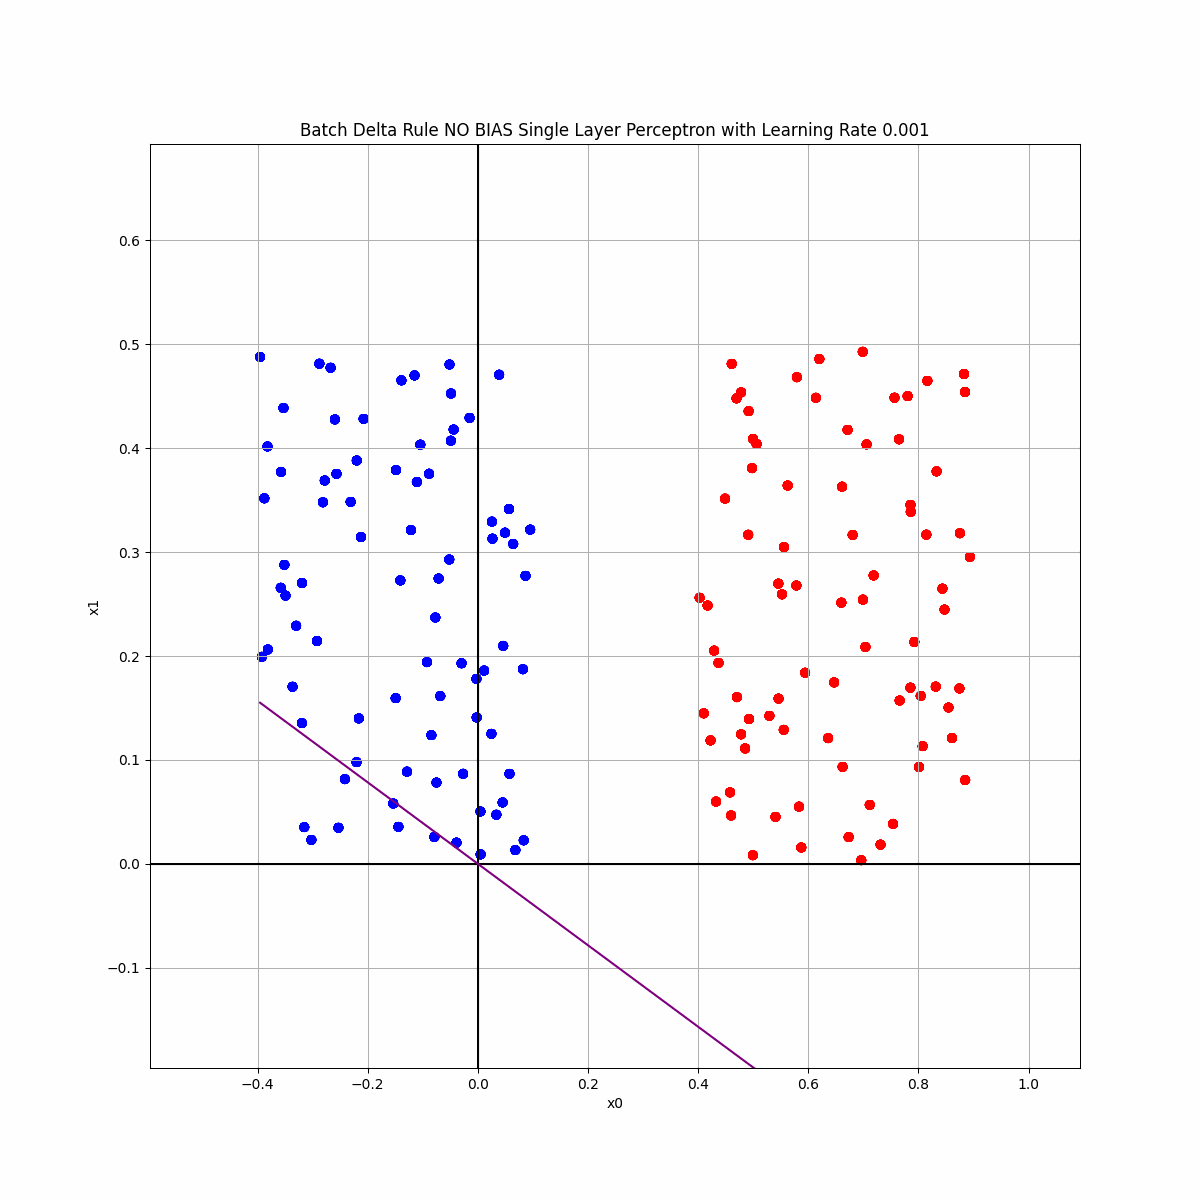 Batch Delta Rule NO BIAS Single Layer Perceptron with Learning Rate 0.001
0.6
0.5
0.4
0.3
0.2
0.1
0.0
−0.1
x1
−0.4 −0.2 0.0 0.2 0.4 0.6 0.8 1.0
x0